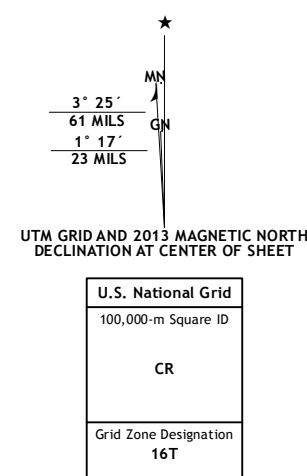 MN
3° 25´
61 MILS
GN
1° 17´
23 MILS
UTM GRID AND 2013 MAGNETIC NORTH
DECLINATION AT CENTER OF SHEET
U.S. National Grid
100,000-m Square ID
CR
Grid Zone Designation
16T